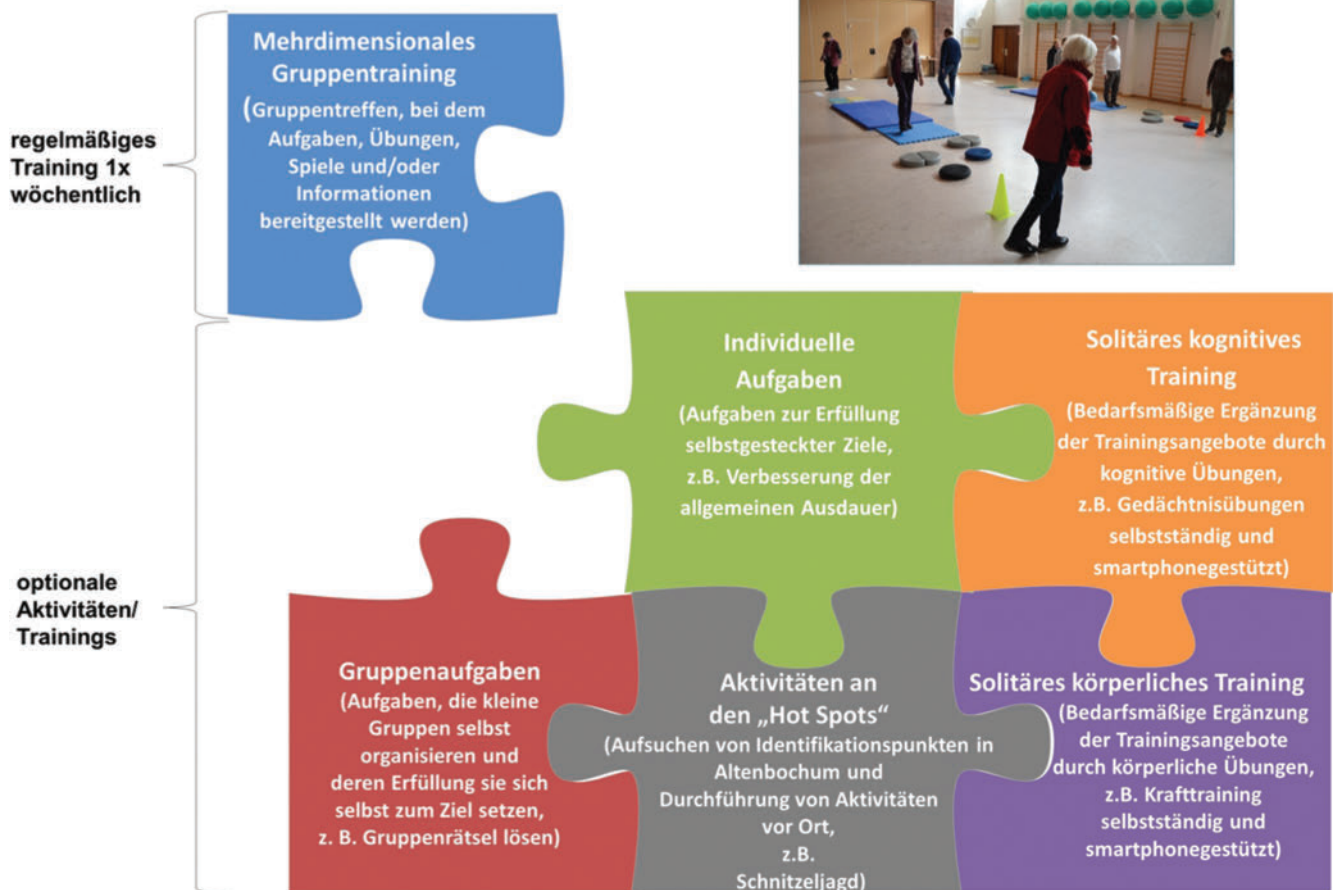 regelmäßiges
Training 1x
wöchentlich
Mehrdimensionales
Gruppentraining
(Gruppentreffen, bei dem
Aufgaben, Übungen,
Spiele und/oder
Informationen
bereitgestellt werden)
optionale
Aktivitäten/
Trainings
Individuelle
Aufgaben
(Aufgaben zur Erfüllung
selbstgesteckter Ziele,
z.B. Verbesserung der
allgemeinen Ausdauer)
Solitäres kognitives
Training
(Bedarfsmäßige Ergänzung
der Trainingsangebote durch
kognitive Übungen,
z.B. Gedächtnisübungen
selbstständig und
smartphonegestützt)
Gruppenaufgaben
(Aufgaben, die kleine
Gruppen selbst
organisieren und
deren Erfüllung sie sich
selbst zum Ziel setzen,
z. B. Gruppenrätsel lösen)
Aktivitäten an
den „Hot Spots“
(Aufsuchen von Identifikationspunkten in
Altenbochum und
Durchführung von Aktivitäten
vor Ort,
z.B.
Schnitzeljagd)
Solitäres körperliches Training
(Bedarfsmäßige Ergänzung
der Trainingsangebote
durch körperliche Übungen,
z.B. Krafttraining
selbstständig und
smartphonegestützt)